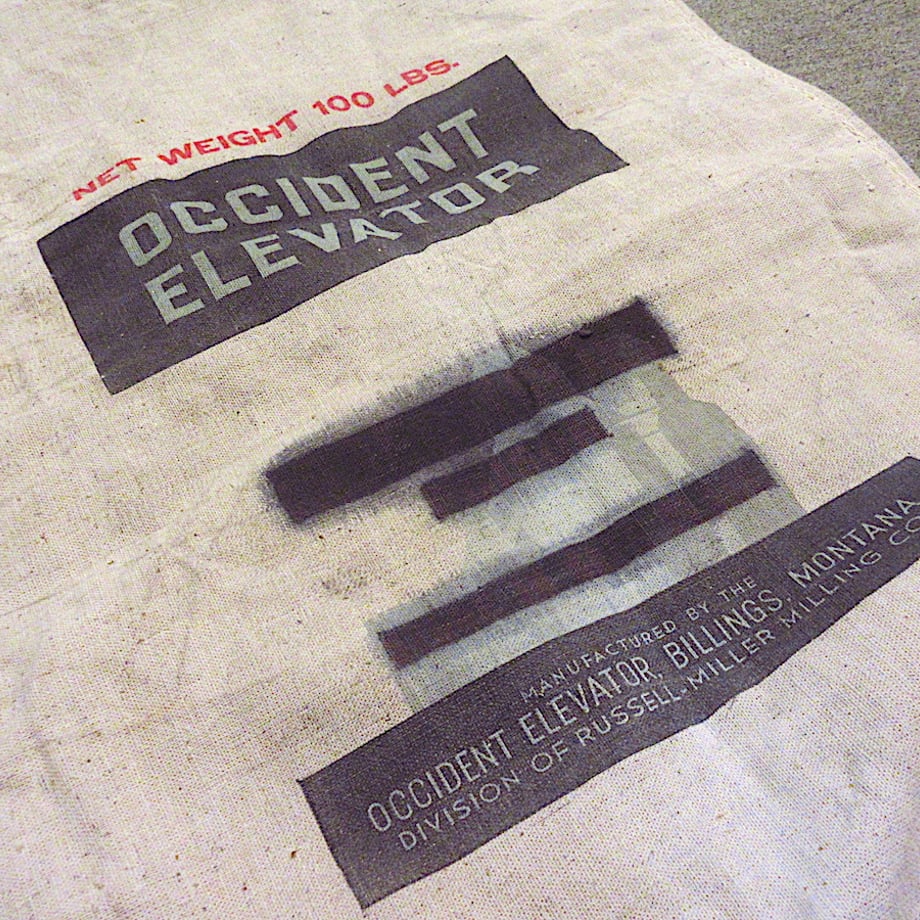 NET WEIGHT 100 LBS.
OCCIDENT
ELEVATOR
MANUFACTURED BY THE
OCCIDENT ELEVATOR, BILLINGS, MONTANA
DIVISION OF RUSSELL-MILLER MILLING CO